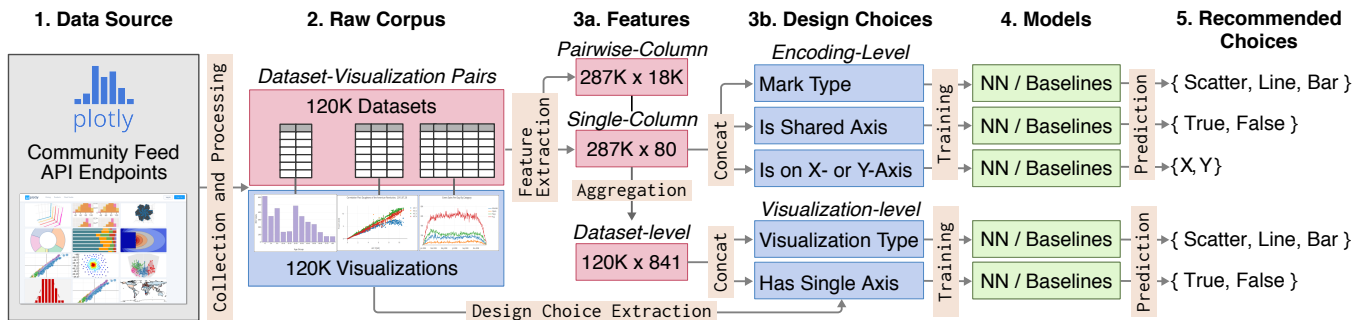 1. Data Source
2. Raw Corpus
3a. Features
3b. Design Choices
4. Models
5. Recommended
Choices
plotly
Community Feed
API Endpoints
Collection and Processing
Dataset-Visualization Pairs
120K Datasets
120K Visualizations
Feature
Extraction
Pairwise-Column
287K x 18K
Single-Column
287K x 80
Aggregation
Dataset-level
120K x 841
Design Choice Extraction
Concat
Encoding-Level
Mark Type
Is Shared Axis
Is on X- or Y-Axis
Training
NN / Baselines
NN / Baselines
NN / Baselines
Prediction
{ Scatter, Line, Bar }
{ True, False }
{X, Y}
Concat
Visualization-level
Visualization Type
Has Single Axis
Training
NN / Baselines
NN / Baselines
Prediction
{ Scatter, Line, Bar }
{ True, False }